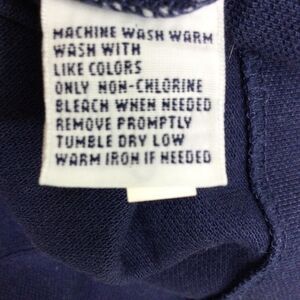 MACHINE WASH WARM
WASH WITH
LIKE COLORS
ONLY NON-CHLORINE
BLEACH WHEN NEEDED
REMOVE PROMPTLY
TUMBLE DRY LOW
WARM IRON IF NEEDED